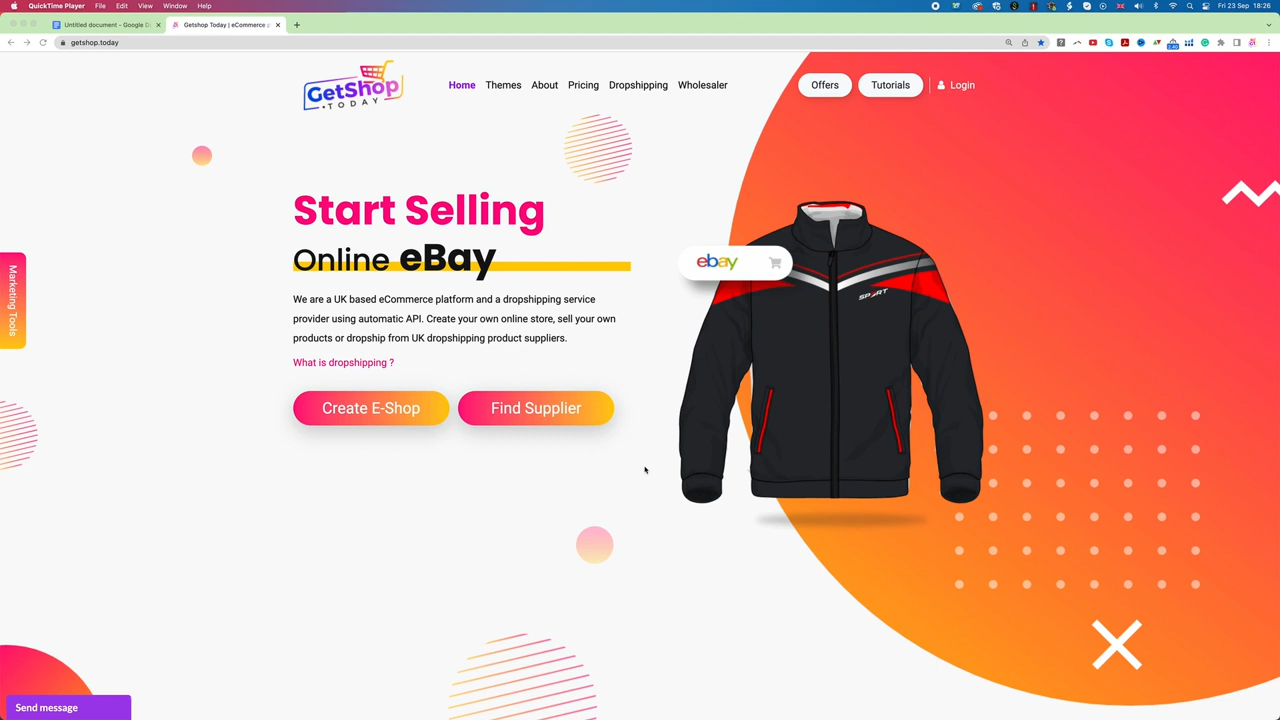 QuickTime Player File Edit View Window Help Fri 23 Sep 18:26
Untitled document - Google D
Getshop Today | eCommerce p
getshop.today
GetShop
TODAY
Home Themes About Pricing Dropshipping Wholesaler Offers Tutorials Login
Start Selling
Online eBay
We are a UK based eCommerce platform and a dropshipping service
provider using automatic API. Create your own online store, sell your own
products or dropship from UK dropshipping product suppliers.
What is dropshipping ?
Create E-Shop Find Supplier
ebay
SPORT
Marketing Tools
Send message